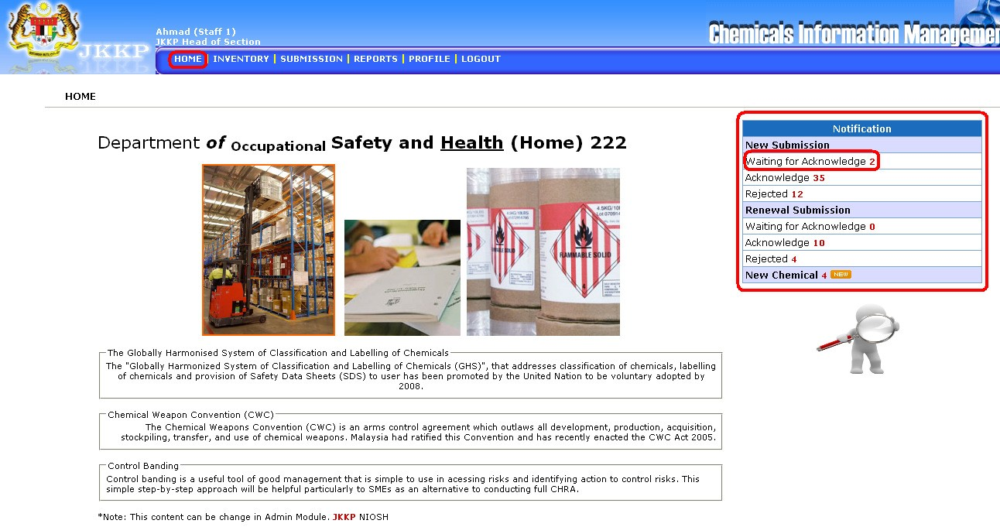 Ahmad (Staff 1)
JKKP Head of Section
JKKP
Chemicals Information Managemen
HOME | INVENTORY | SUBMISSION | REPORTS | PROFILE | LOGOUT
HOME
Department of Occupational Safety and Health (Home) 222
FLAMMABLE SOLID
Notification
New Submission
Waiting for Acknowledge 2
Acknowledge 35
Rejected 12
Renewal Submission
Waiting for Acknowledge 0
Acknowledge 10
Rejected 4
New Chemical 4 NEW
The Globally Harmonised System of Classification and Labelling of Chemicals
The "Globally Harmonized System of Classification and Labelling of Chemicals (GHS)", that addresses classification of chemicals, labelling
of chemicals and provision of Safety Data Sheets (SDS) to user has been promoted by the United Nation to be voluntary adopted by
2008.
Chemical Weapon Convention (CWC)
The Chemical Weapons Convention (CWC) is an arms control agreement which outlaws all development, production, acquisition,
stockpiling, transfer, and use of chemical weapons. Malaysia had ratified this Convention and has recently enacted the CWC Act 2005.
Control Banding
Control banding is a useful tool of good management that is simple to use in acessing risks and identifying action to control risks. This
simple step-by-step approach will be helpful particularly to SMEs as an alternative to conducting full CHRA.
*Note: This content can be change in Admin Module. JKKP NIOSH